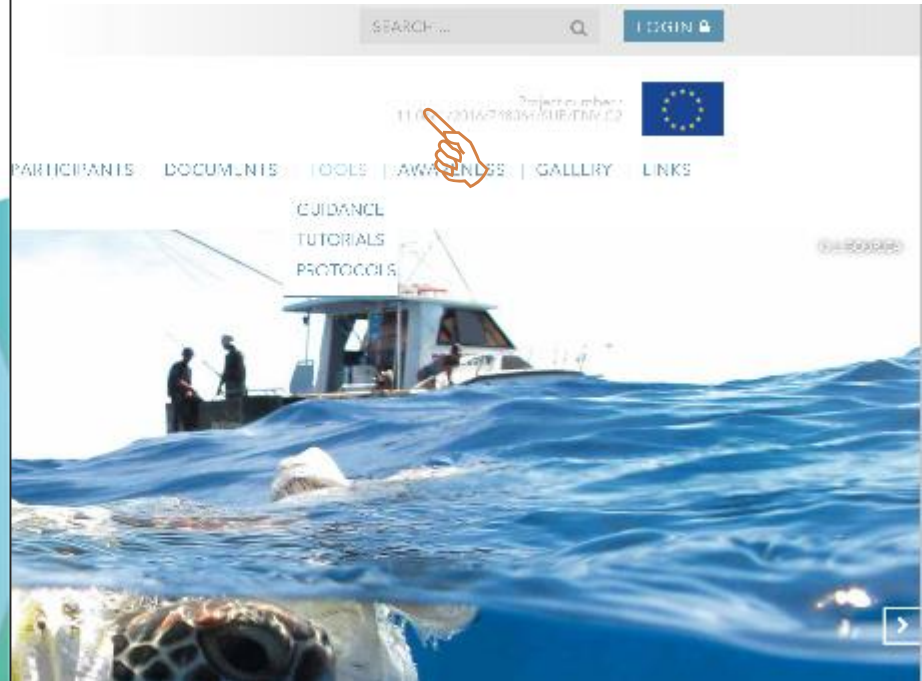 SEARCH ...
LOGIN
Project number:
PARTICIPANTS | DOCUMENTS | TOOLS | AWARENESS | GALLERY | LINKS
GUIDANCE
TUTORIALS
PROTOCOLS